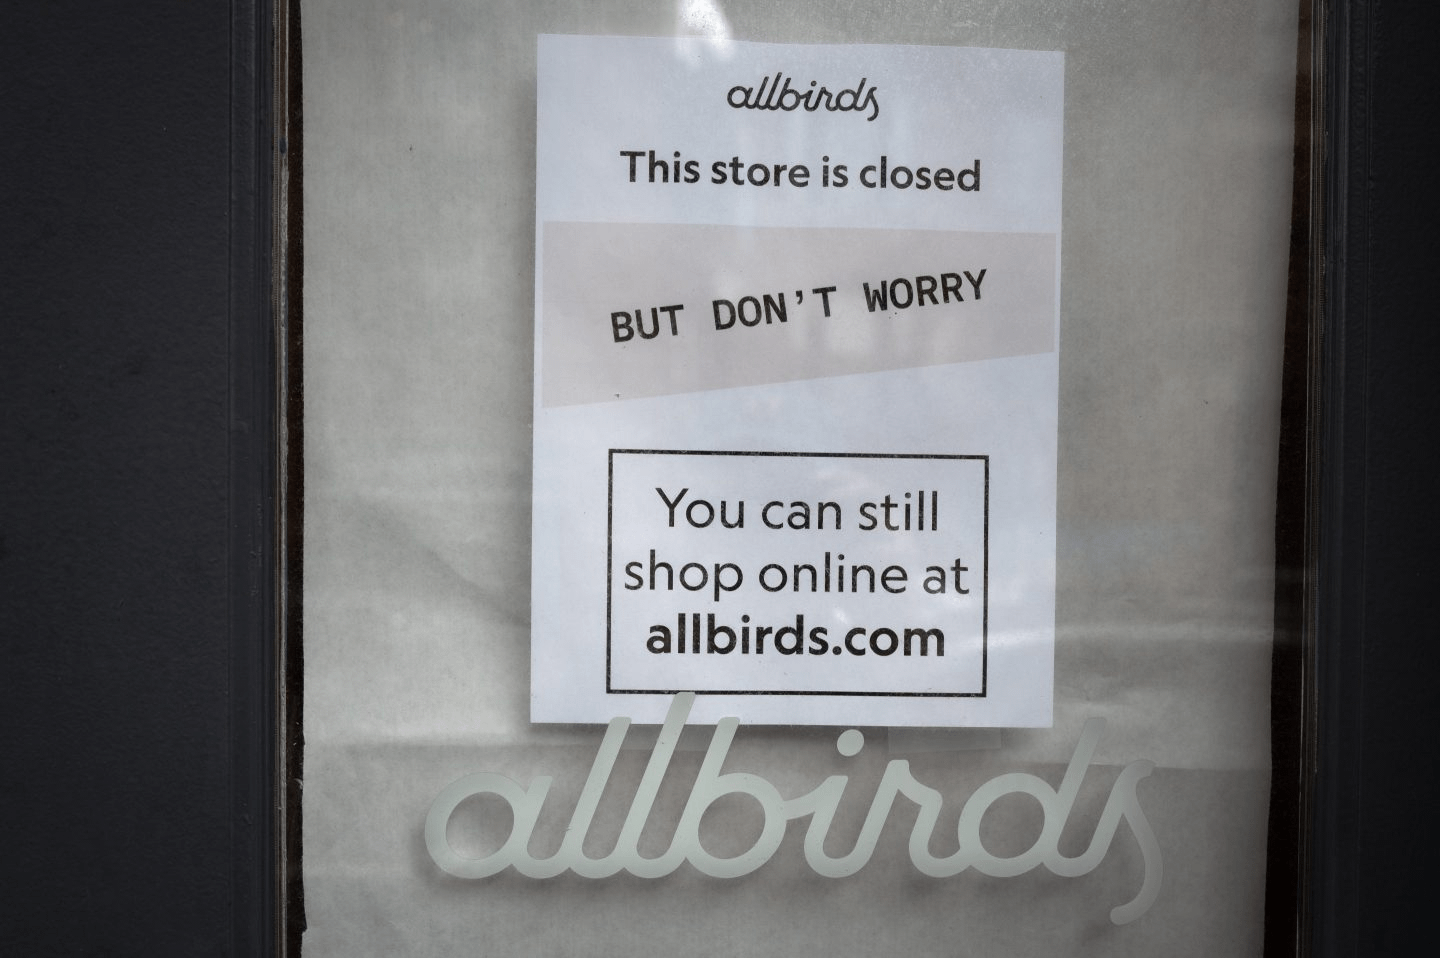 allbirds
This store is closed
BUT DON'T WORRY
You can still
shop online at
allbirds.com
allbirds